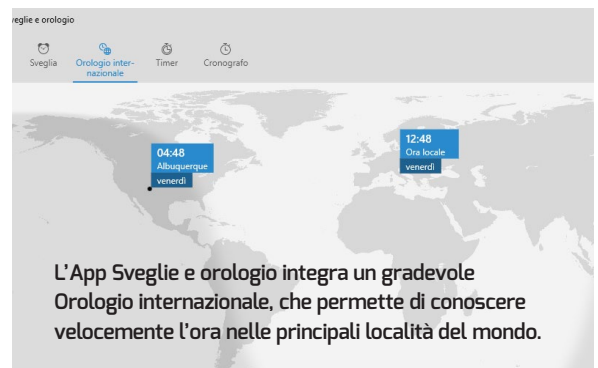 veglie e orologio
Sveglia
Orologio inter-
nazionale
Timer
Cronografo
04:48
Albuquerque
venerdì
12:48
Ora locale
venerdì
L'App Sveglie e orologio integra un gradevole
Orologio internazionale, che permette di conoscere
velocemente l'ora nelle principali località del mondo.